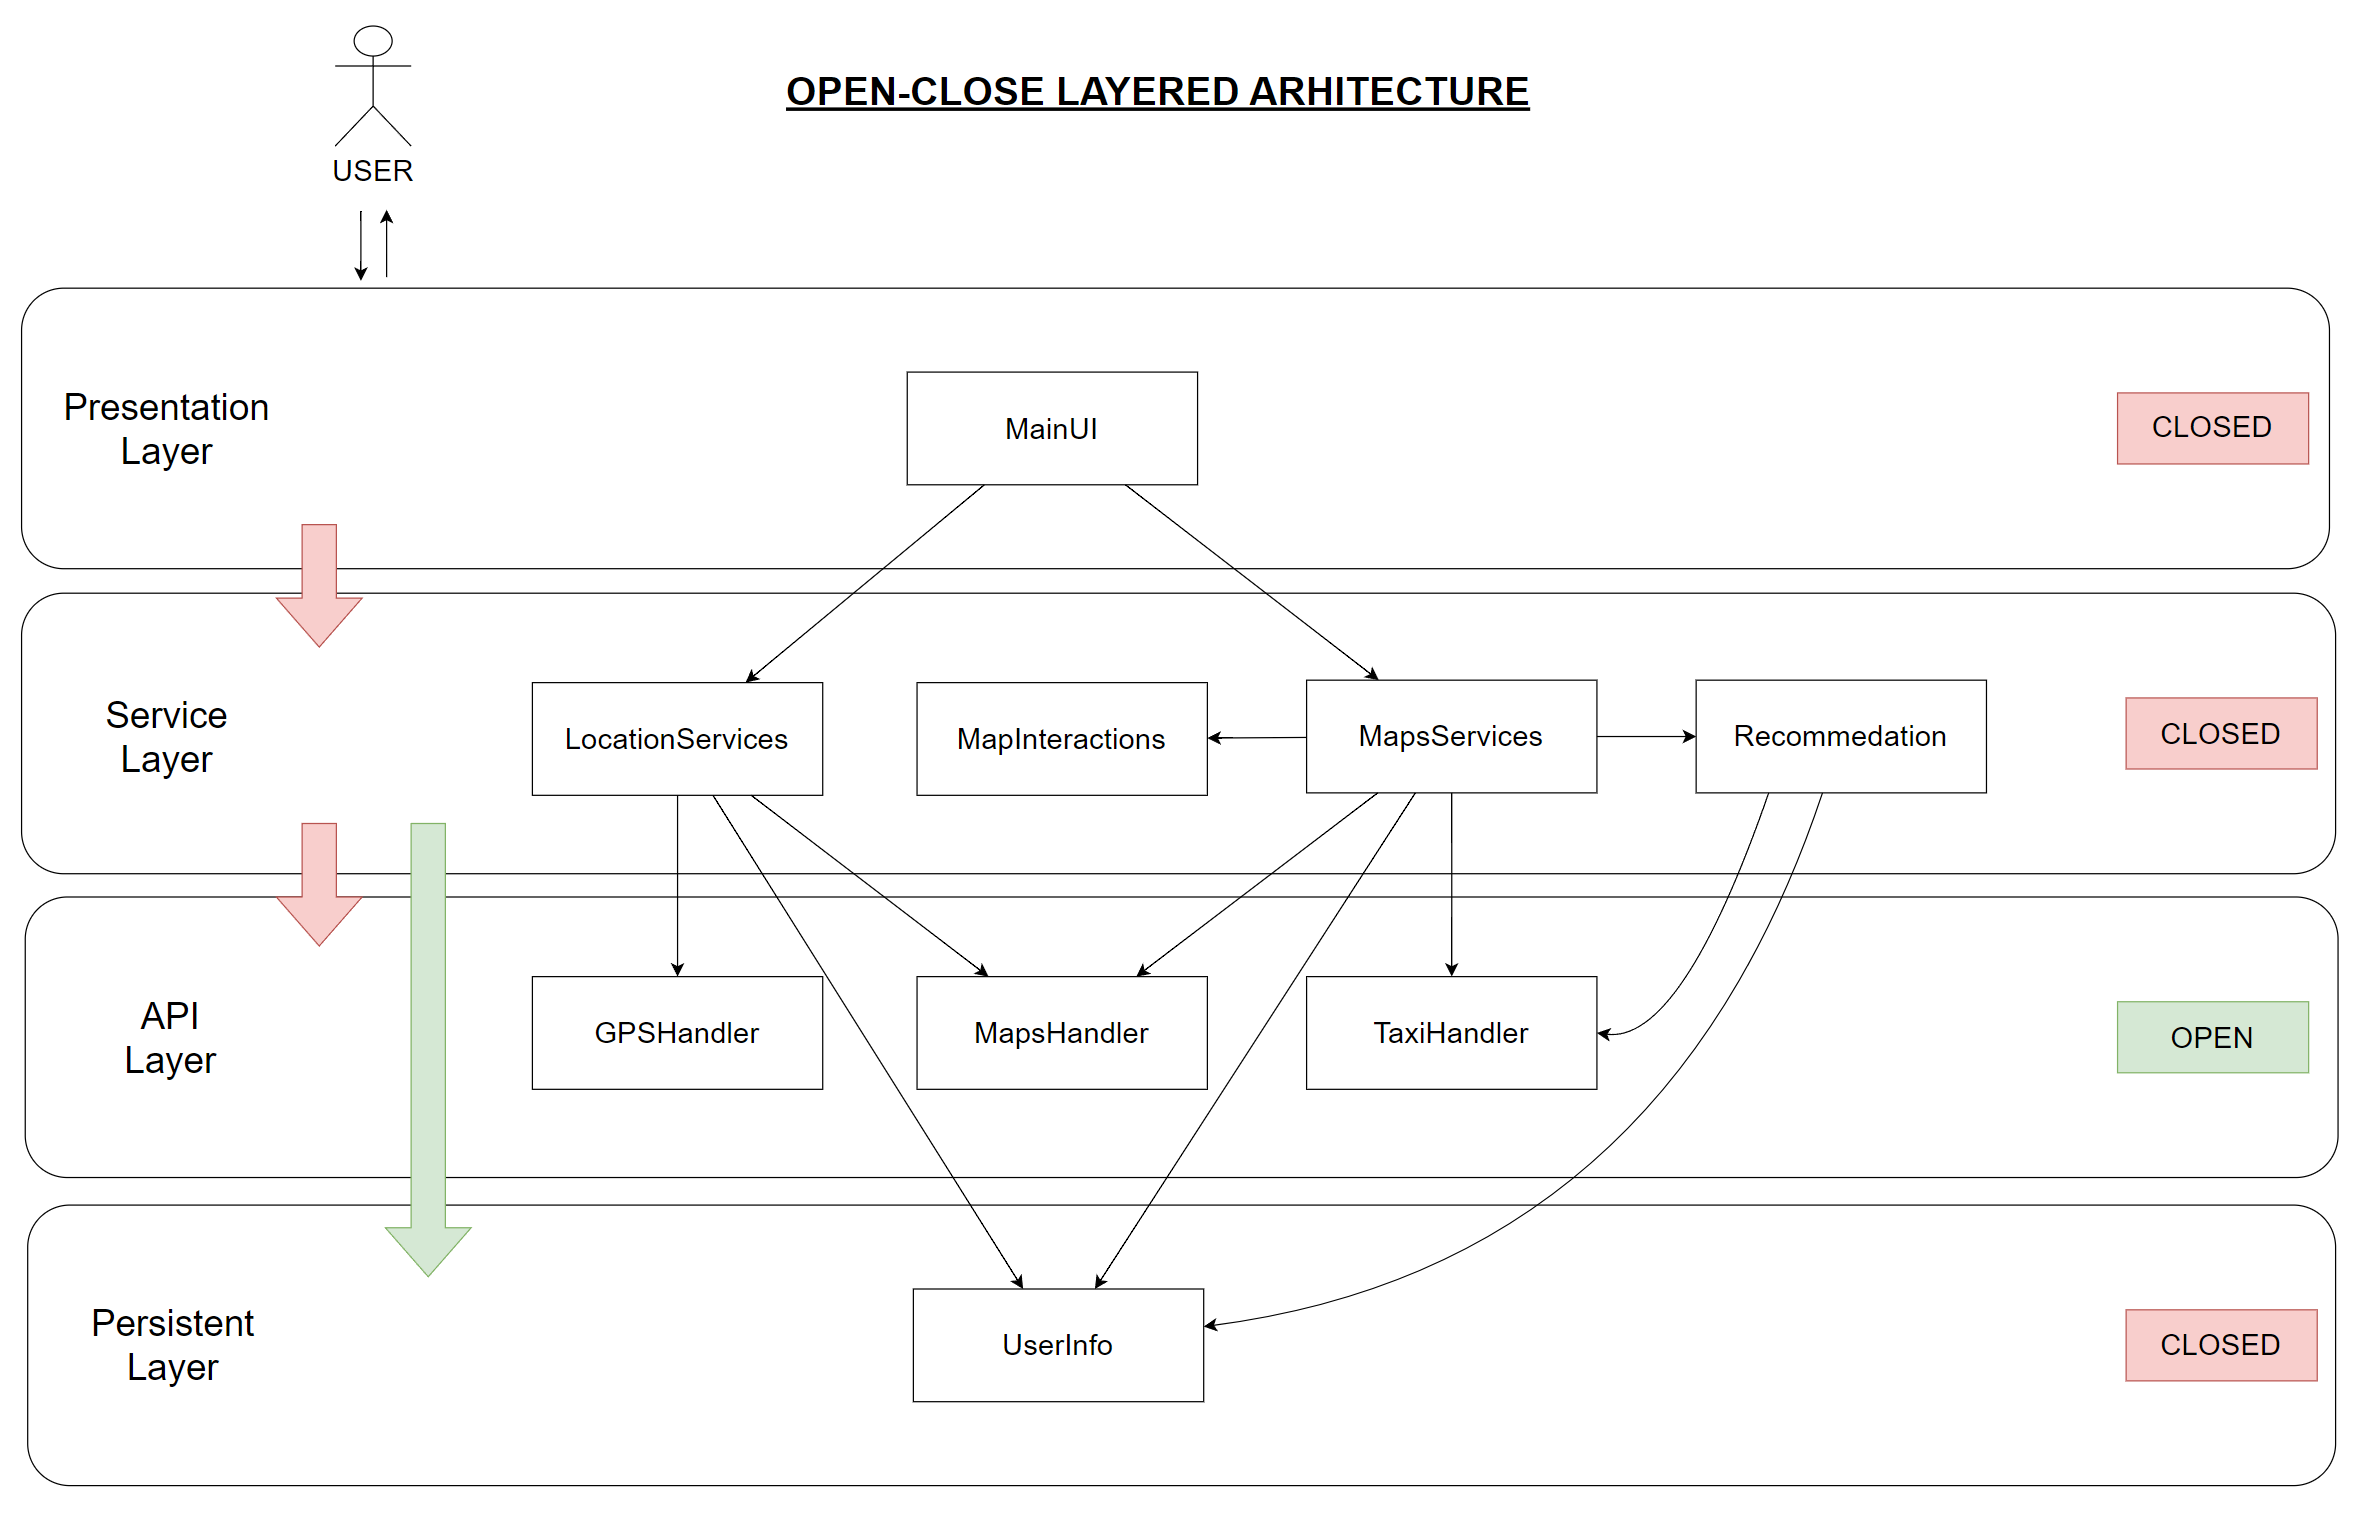 USER
OPEN-CLOSE LAYERED ARHITECTURE
Presentation
Layer
MainUI
CLOSED
Service
Layer
LocationServices
MapInteractions
MapsServices
Recommedation
CLOSED
API
Layer
GPSHandler
MapsHandler
TaxiHandler
OPEN
Persistent
Layer
UserInfo
CLOSED